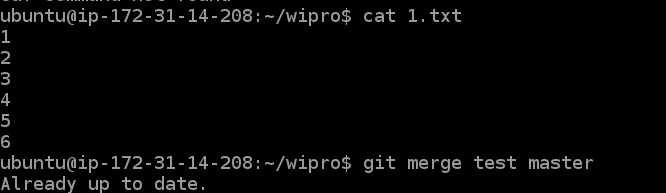 ubuntu@ip-172-31-14-208:~/wipro$ cat 1.txt
1
2
3
4
5
6
ubuntu@ip-172-31-14-208:~/wipro$ git merge test master
Already up to date.